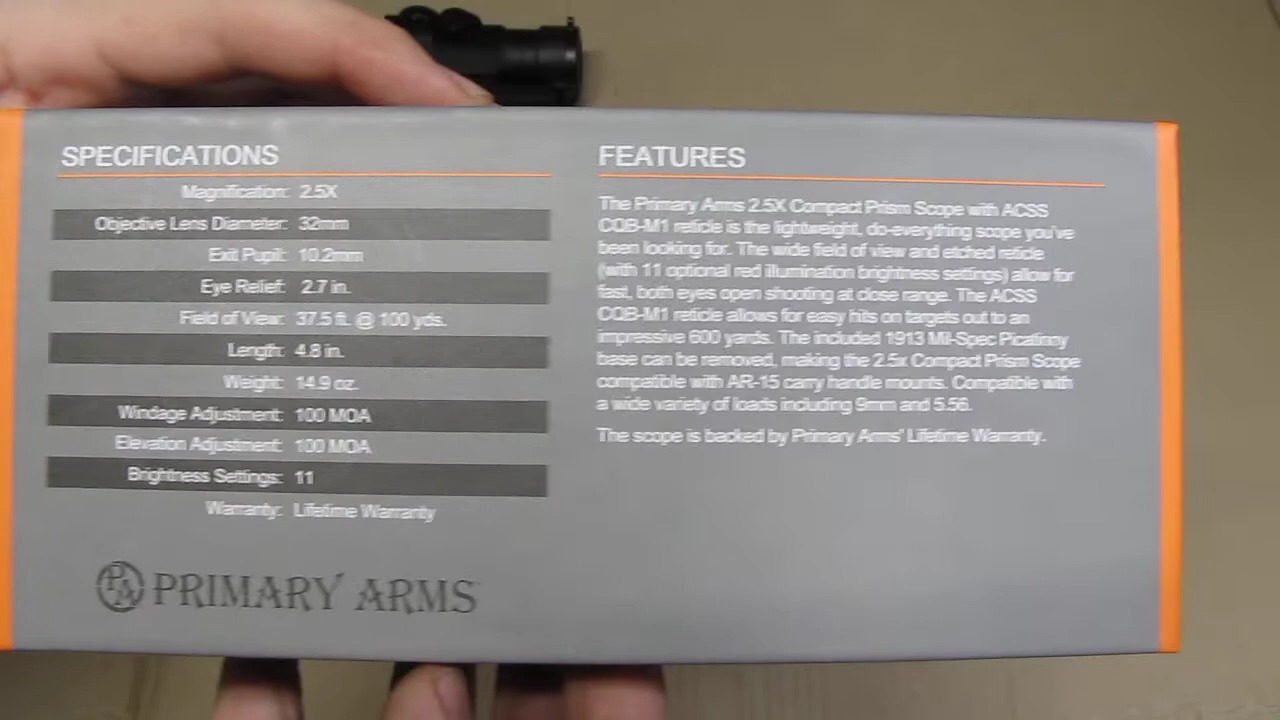 SPECIFICATIONS
Magnification: 2.5X
Objective Lens Diameter: 32mm
Exit Pupil: 10.2mm
Eye Relief: 2.7 in.
Field of View: 37.5 ft. @ 100 yds.
Length: 4.8 in.
Weight: 14.9 oz.
Windage Adjustment: 100 MOA
Elevation Adjustment: 100 MOA
Brightness Settings: 11
Warranty: Lifetime Warranty
PA PRIMARY ARMS
FEATURES
The Primary Arms 2.5X Compact Prism Scope with ACSS
CQB-M1 reticle is the lightweight, do-everything scope you've
been looking for. The wide field of view and etched reticle
(with 11 optional red illumination brightness settings) allow for
fast, both eyes open shooting at close range. The ACSS
CQB-M1 reticle allows for easy hits on targets out to an
impressive 600 yards. The included 1913 Mil-Spec Picatinny
base can be removed, making the 2.5x Compact Prism Scope
compatible with AR-15 carry handle mounts. Compatible with
a wide variety of loads including 9mm and 5.56.
The scope is backed by Primary Arms' Lifetime Warranty.